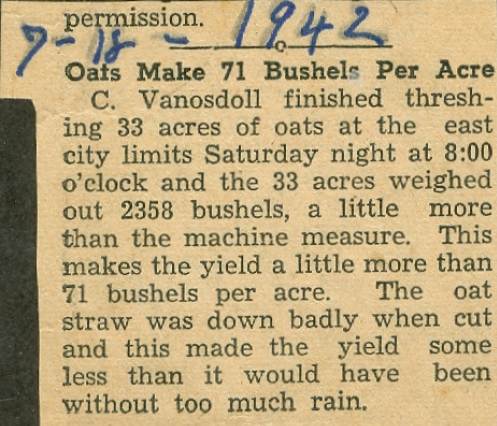 permission.
7-18-1942
Oats Make 71 Bushels Per Acre
C. Vanosdoll finished thresh-
ing 33 acres of oats at the east
city limits Saturday night at 8:00
o'clock and the 33 acres weighed
out 2358 bushels, a little more
than the machine measure. This
makes the yield a little more than
71 bushels per acre. The oat
straw was down badly when cut
and this made the yield some
less than it would have been
without too much rain.